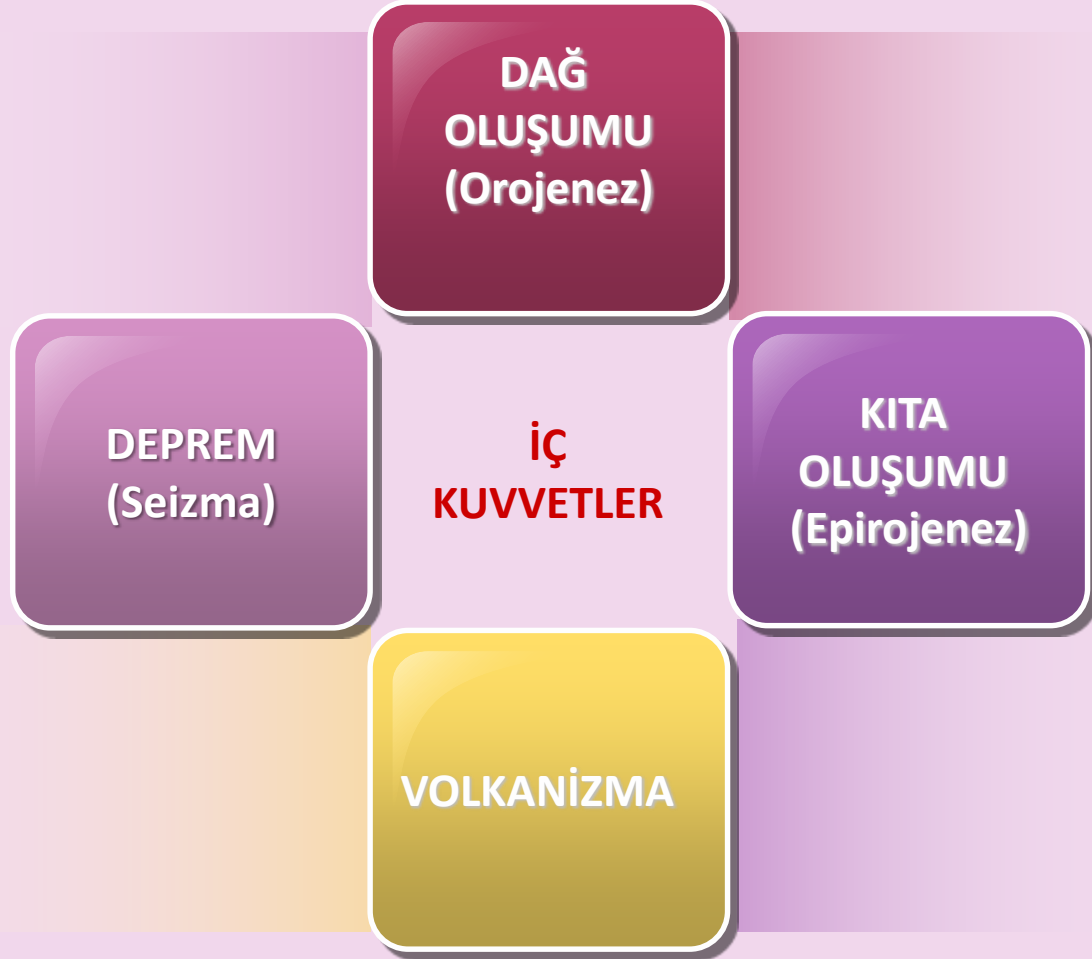 DAĞ
OLUŞUMU
(Orojenez)
DEPREM
(Seizma)
İÇ
KUVVETLER
KITA
OLUŞUMU
(Epirojenez)
VOLKANİZMA